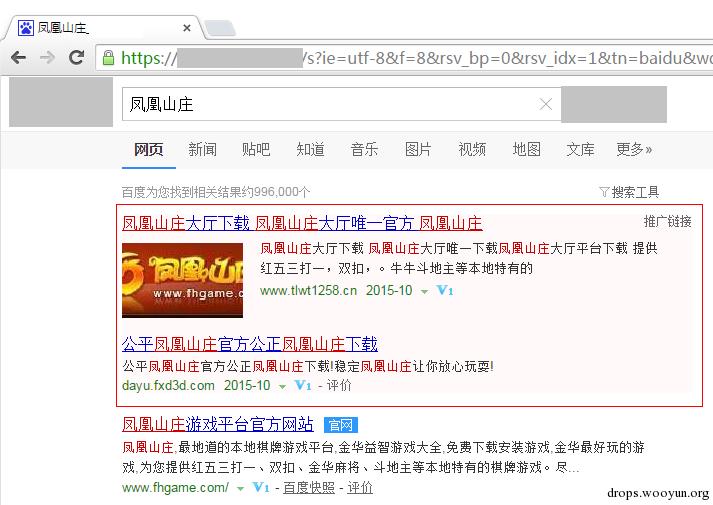 凤凰山庄_
https:// /s?ie=utf-8&f=8&rsv_bp=0&rsv_idx=1&tn=baidu&wd
凤凰山庄
网页 新闻 贴吧 知道 音乐 图片 视频 地图 文库 更多»
百度为您找到相关结果约996,000个 搜索工具
凤凰山庄大厅下载 凤凰山庄大厅唯一官方 凤凰山庄 推广链接
凤凰山
www.fhgame.c
凤凰山庄大厅下载 凤凰山庄大厅唯一下载凤凰山庄大厅平台下载 提供
红五三打一，双扣，。牛牛斗地主等本地特有的
www.tlwt1258.cn 2015-10 V1
公平凤凰山庄官方公正凤凰山庄下载
公平凤凰山庄官方公正凤凰山庄下载!稳定凤凰山庄让你放心玩耍!
dayu.fxd3d.com 2015-10 V1 - 评价
凤凰山庄游戏平台官方网站 官网
凤凰山庄,最地道的本地棋牌游戏平台,金华益智游戏大全,免费下载安装游戏,金华最好玩的游
戏,为您提供红五三打一、双扣、金华麻将、斗地主等本地特有的棋牌游戏。尽...
www.fhgame.com/ V1 - 百度快照 - 评价
drops.wooyun.org